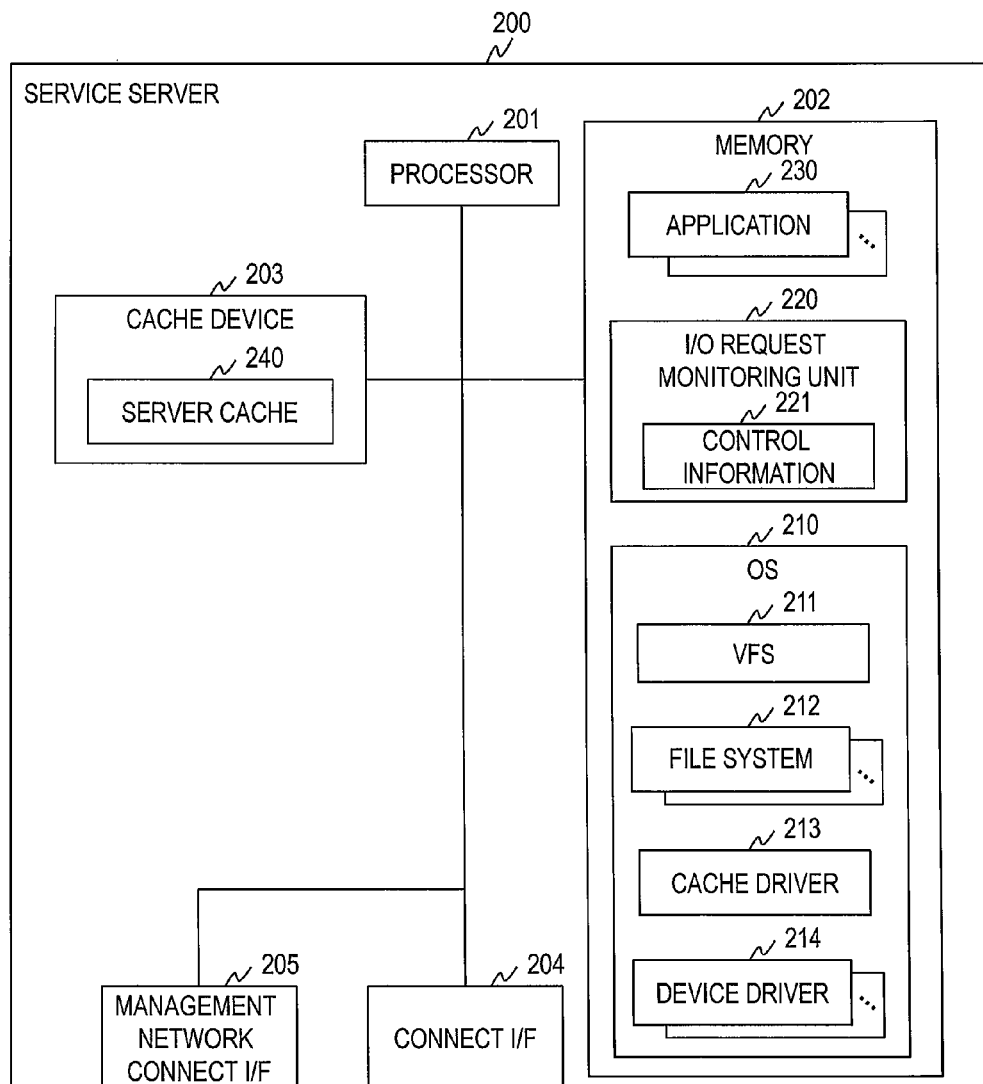 200
SERVICE SERVER
201
PROCESSOR
202
MEMORY
230
APPLICATION
...
203
CACHE DEVICE
240
SERVER CACHE
220
I/O REQUEST
MONITORING UNIT
221
CONTROL
INFORMATION
210
OS
211
VFS
212
FILE SYSTEM
...
213
CACHE DRIVER
214
DEVICE DRIVER
...
205
MANAGEMENT
NETWORK
CONNECT I/F
204
CONNECT I/F